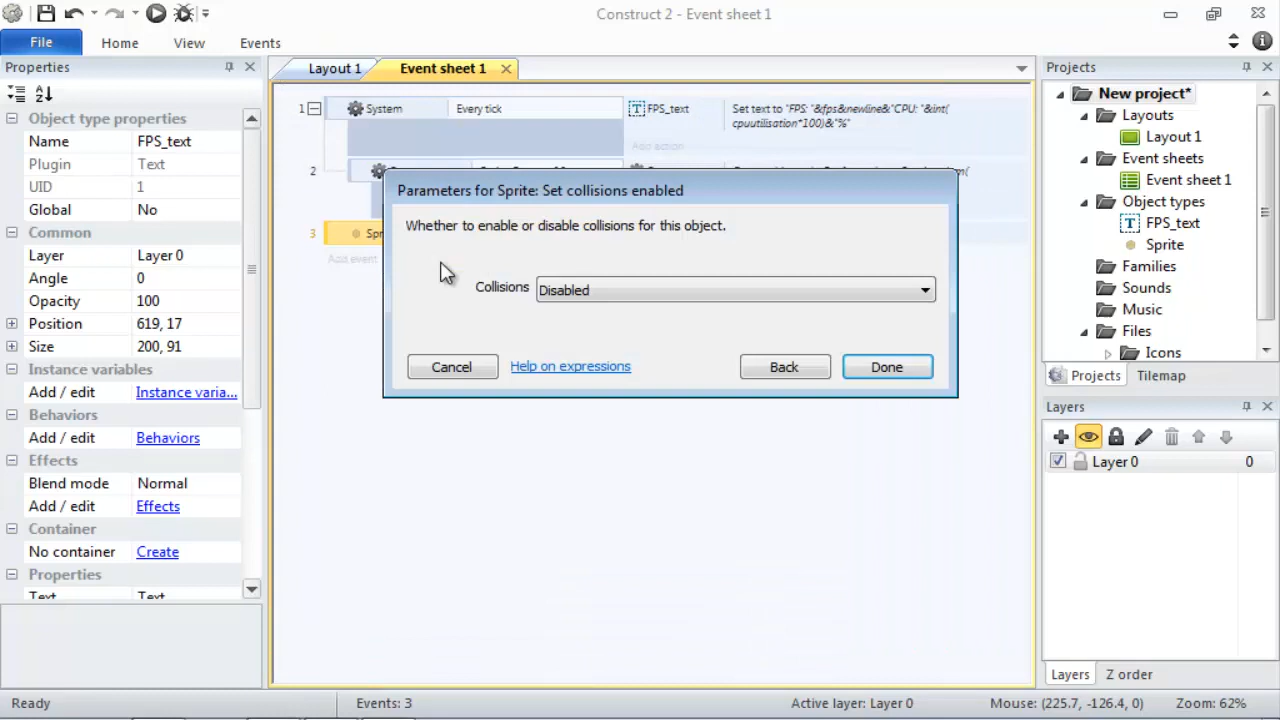 Construct 2 - Event sheet 1
File
Home
View
Events
Properties
Layout 1
Event sheet 1
Projects
Object type properties
Name FPS_text
Plugin Text
UID 1
Global No
Common
Layer Layer 0
Angle 0
Opacity 100
Position 619, 17
Size 200, 91
Instance variables
Add / edit Instance varia...
Behaviors
Add / edit Behaviors
Effects
Blend mode Normal
Add / edit Effects
Container
No container Create
Properties
Text Text
1 System Every tick T FPS_text Set text to "FPS: "&fps&newline&"CPU: "&int(
cpuutilisation*100)&"%"
Add action
2
3 Spr
Add event
Parameters for Sprite: Set collisions enabled
Whether to enable or disable collisions for this object.
Collisions Disabled
Cancel
Help on expressions
Back
Done
New project*
Layouts
Layout 1
Event sheets
Event sheet 1
Object types
T FPS_text
Sprite
Families
Sounds
Music
Files
Icons
Projects
Tilemap
Layers
Layer 0 0
Layers
Z order
Ready
Events: 3
Active layer: Layer 0
Mouse: (225.7, -126.4, 0)
Zoom: 62%